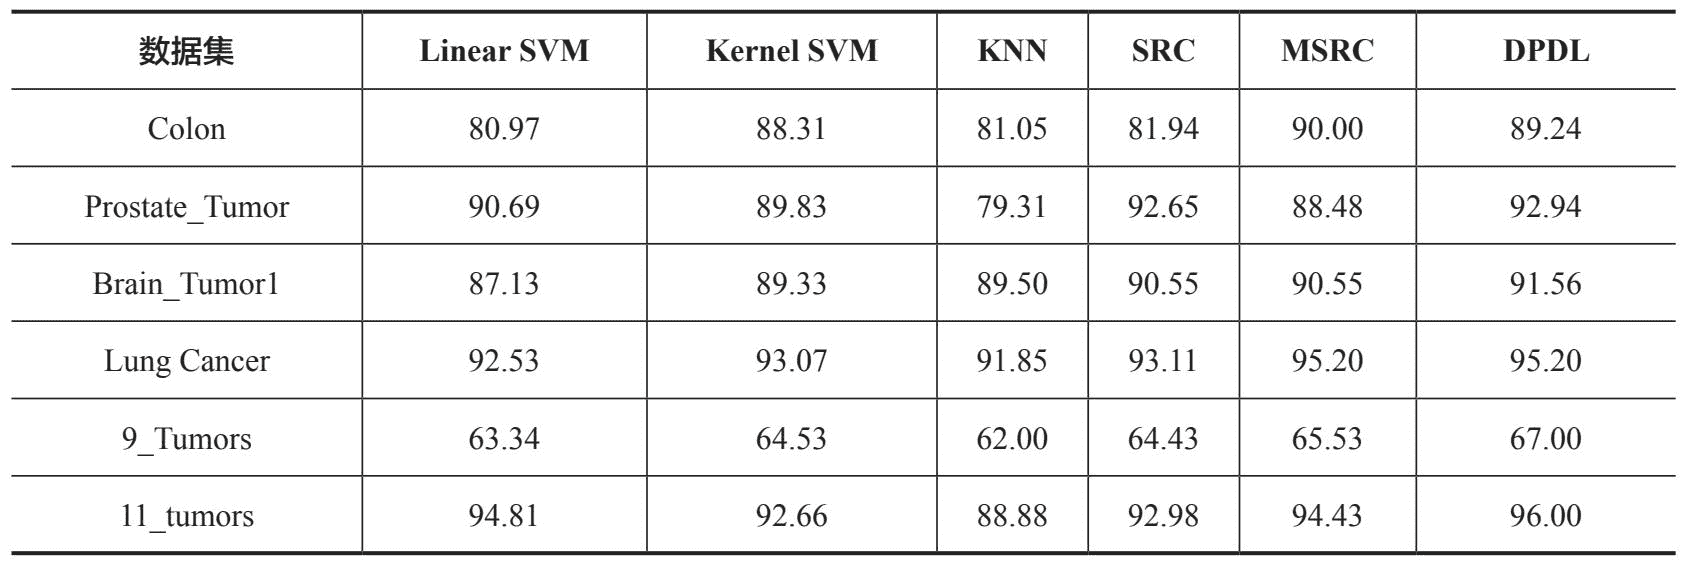 数据集 Linear SVM Kernel SVM KNN SRC MSRC DPDL
Colon 80.97 88.31 81.05 81.94 90.00 89.24
Prostate_Tumor 90.69 89.83 79.31 92.65 88.48 92.94
Brain_Tumor1 87.13 89.33 89.50 90.55 90.55 91.56
Lung Cancer 92.53 93.07 91.85 93.11 95.20 95.20
9_Tumors 63.34 64.53 62.00 64.43 65.53 67.00
11_tumors 94.81 92.66 88.88 92.98 94.43 96.00